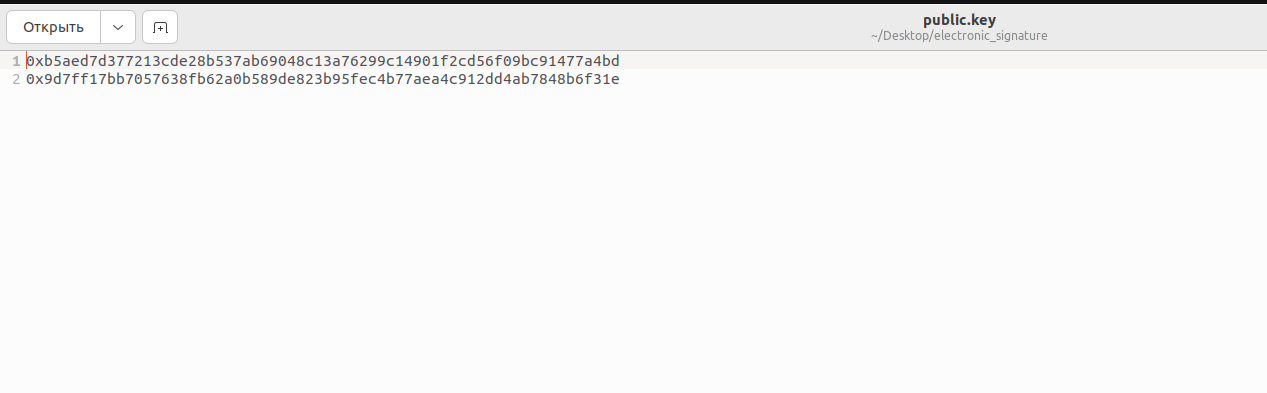 Открыть
public.key
~/Desktop/electronic_signature
1 0xb5aed7d377213cde28b537ab69048c13a76299c14901f2cd56f09bc91477a4bd
2 0x9d7ff17bb7057638fb62a0b589de823b95fec4b77aea4c912dd4ab7848b6f31e